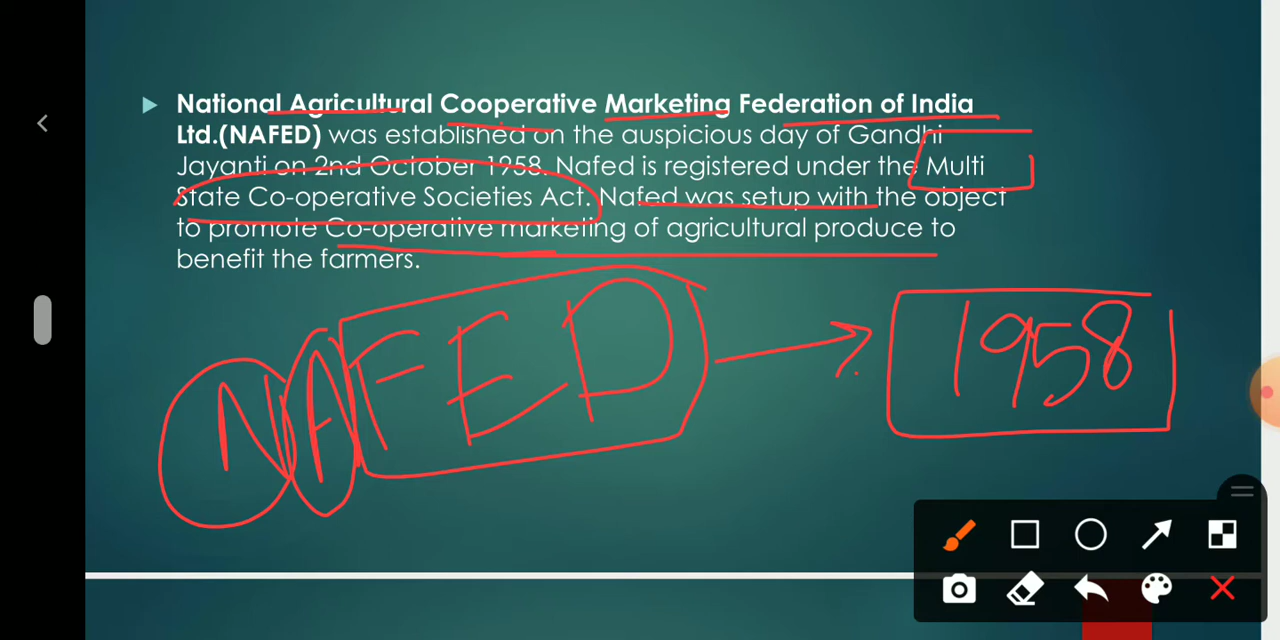 National Agricultural Cooperative Marketing Federation of India
Ltd.(NAFED) was established on the auspicious day of Gandhi
Jayanti on 2nd October 1958. Nafed is registered under the Multi
State Co-operative Societies Act. Nafed was setup with the object
to promote Co-operative marketing of agricultural produce to
benefit the farmers.
NAFED → ? 1958